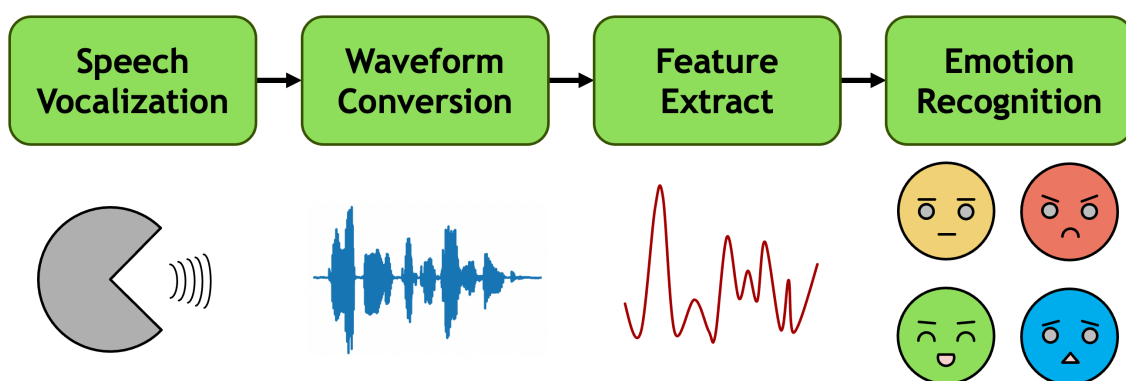 Speech
Vocalization
Waveform
Conversion
Feature
Extract
Emotion
Recognition